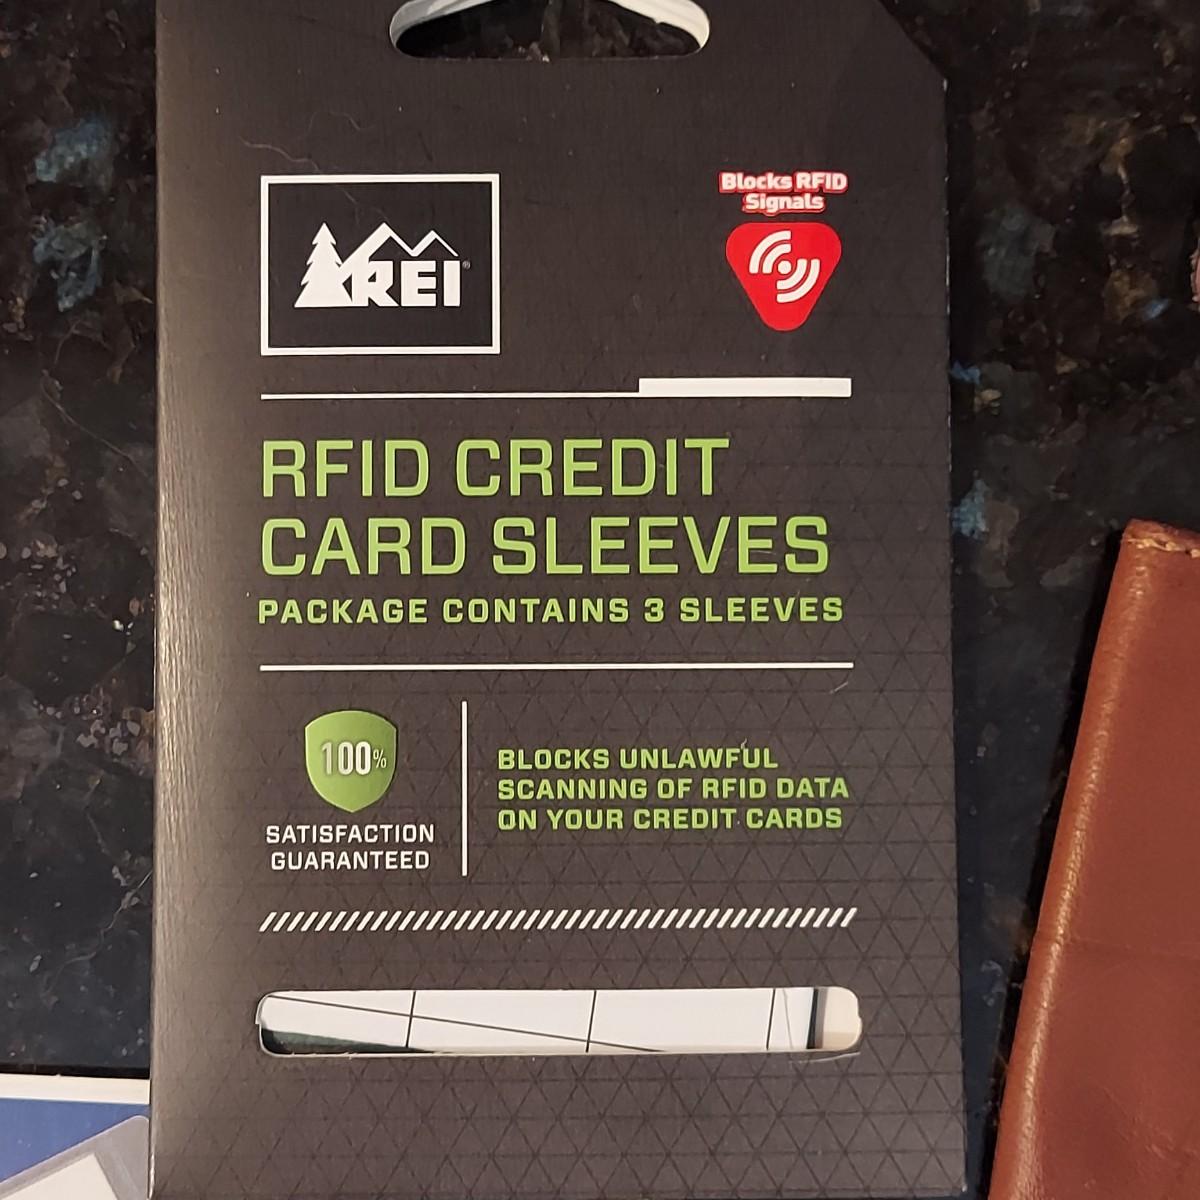 Blocks RFID
Signals
REI®
RFID CREDIT
CARD SLEEVES
PACKAGE CONTAINS 3 SLEEVES
100%
SATISFACTION
GUARANTEED
BLOCKS UNLAWFUL
SCANNING OF RFID DATA
ON YOUR CREDIT CARDS